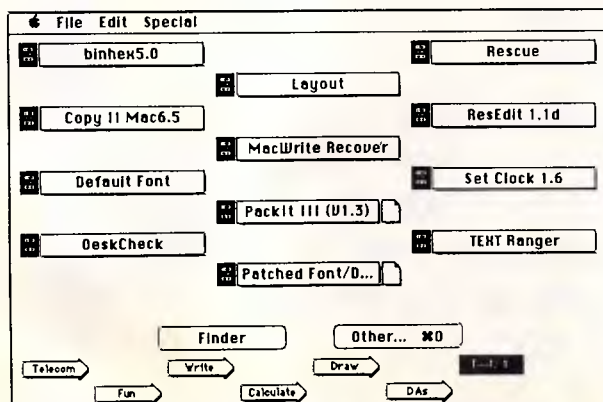 File Edit Special
binhex5.0
Rescue
Layout
Copy II Mac6.5
ResEdit 1.1d
MacWrite Recove'r
Default Font
Set Clock 1.6
PackIt III (V1.3)
DeskCheck
TEXT Ranger
Patched Font/D...
Finder
Other... ⌘O
Telecom
Write
Draw
Fun
Calculate
DAs